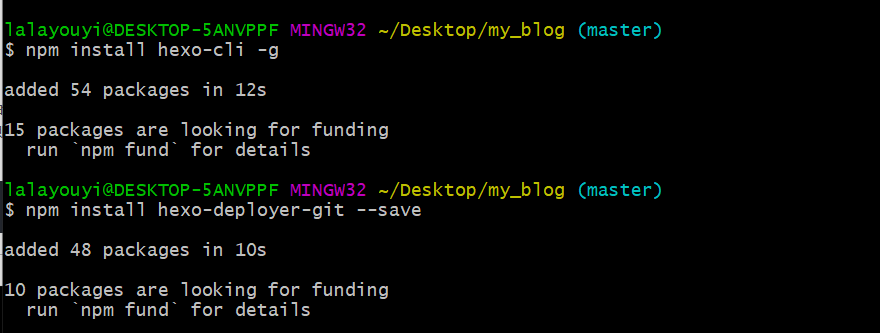 lalayouyi@DESKTOP-5ANVPPF MINGW32 ~/Desktop/my_blog (master)
$ npm install hexo-cli -g
added 54 packages in 12s
15 packages are looking for funding
  run `npm fund` for details
lalayouyi@DESKTOP-5ANVPPF MINGW32 ~/Desktop/my_blog (master)
$ npm install hexo-deployer-git --save
added 48 packages in 10s
10 packages are looking for funding
  run `npm fund` for details